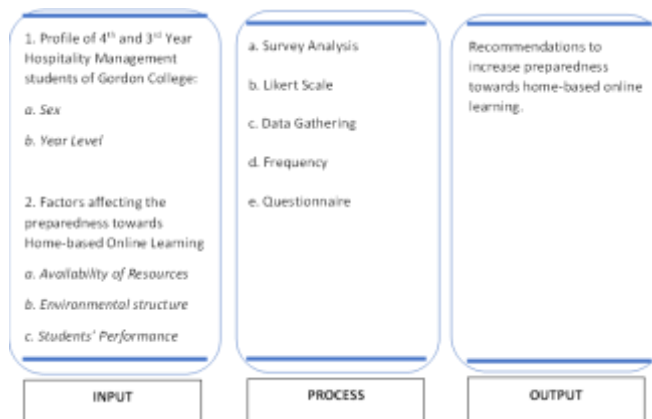 1. Profile of 4th and 3rd Year
Hospitality Management
students of Gordon College:
a. Sex
b. Year Level
2. Factors affecting the
preparedness towards
Home-based Online Learning
a. Availability of Resources
b. Environmental structure
c. Students' Performance
INPUT
a. Survey Analysis
b. Likert Scale
c. Data Gathering
d. Frequency
e. Questionnaire
PROCESS
Recommendations to
increase preparedness
towards home-based online
learning.
OUTPUT